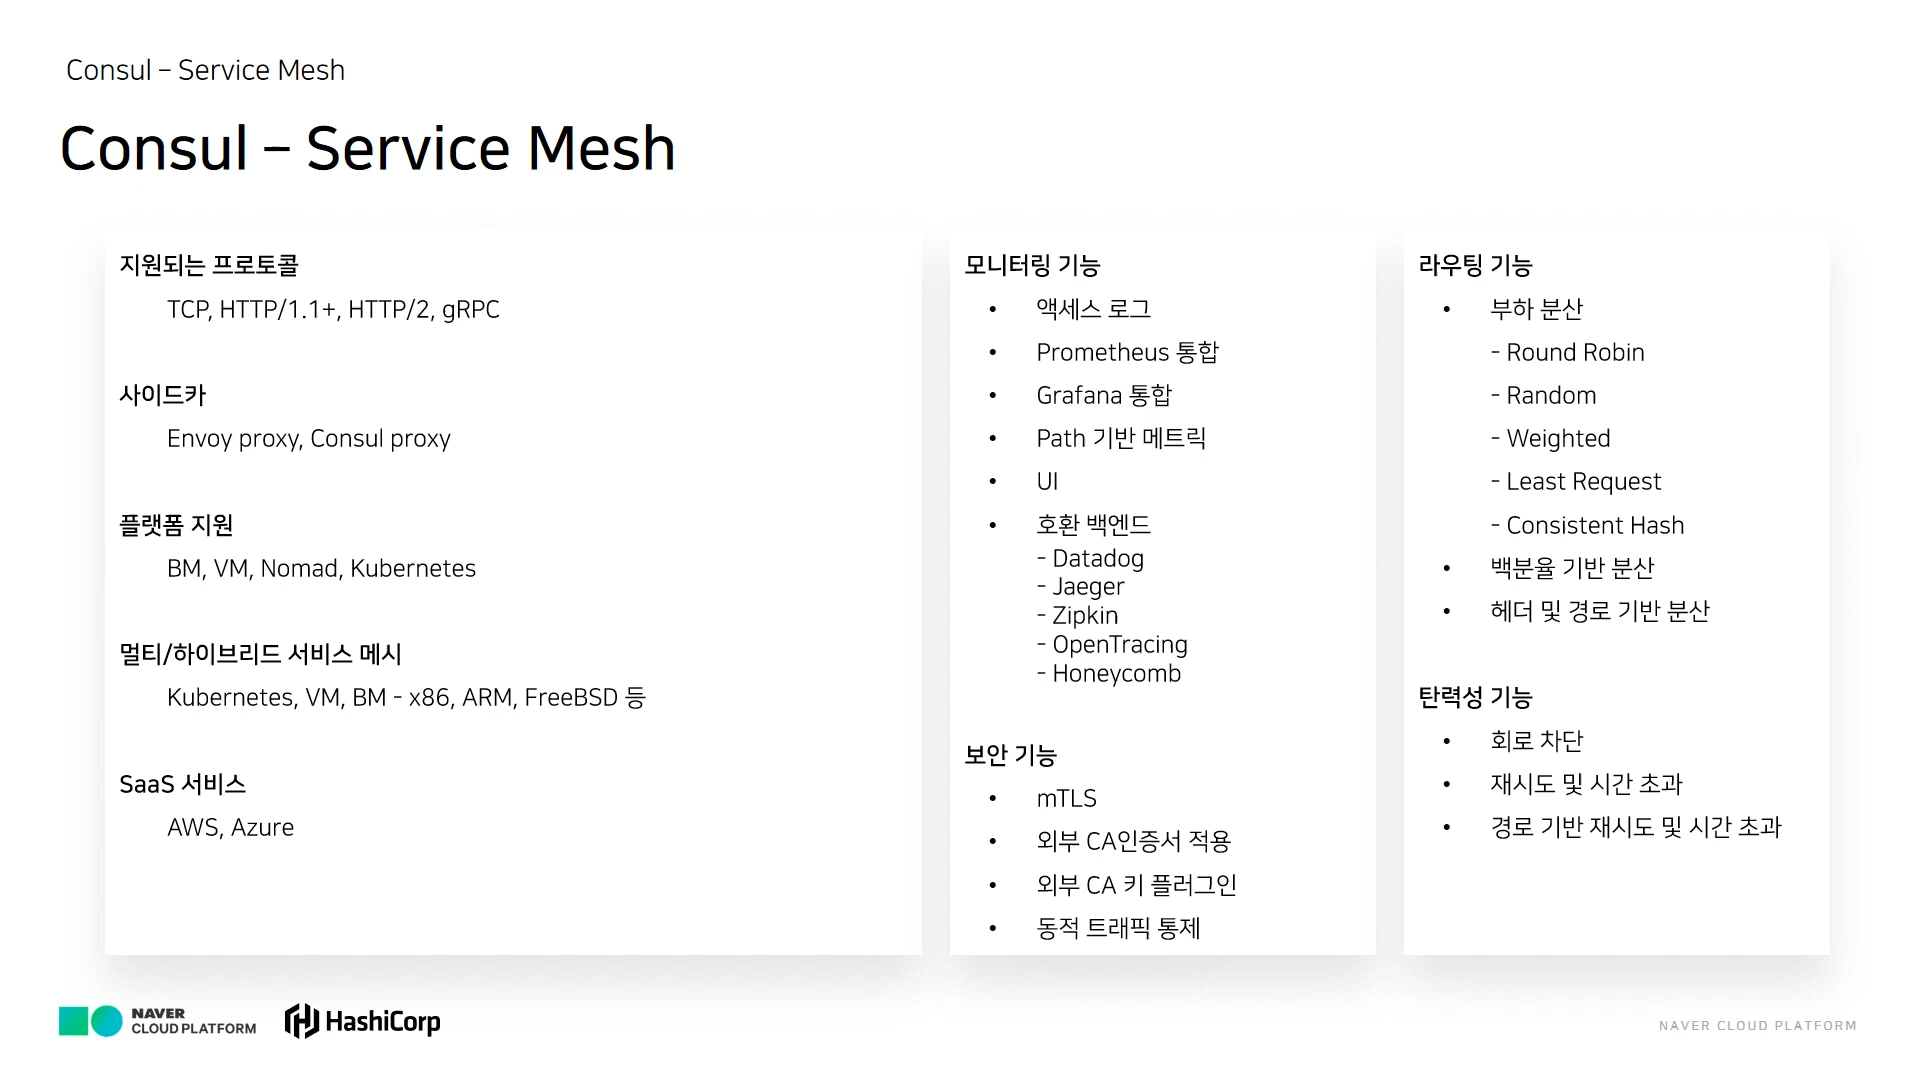 Consul – Service Mesh
Consul – Service Mesh
지원되는 프로토콜
TCP, HTTP/1.1+, HTTP/2, gRPC
사이드카
Envoy proxy, Consul proxy
플랫폼 지원
BM, VM, Nomad, Kubernetes
멀티/하이브리드 서비스 메시
Kubernetes, VM, BM - x86, ARM, FreeBSD 등
SaaS 서비스
AWS, Azure
모니터링 기능
• 액세스 로그
• Prometheus 통합
• Grafana 통합
• Path 기반 메트릭
• UI
• 호환 백엔드
- Datadog
- Jaeger
- Zipkin
- OpenTracing
- Honeycomb
보안 기능
• mTLS
• 외부 CA인증서 적용
• 외부 CA 키 플러그인
• 동적 트래픽 통제
라우팅 기능
• 부하 분산
- Round Robin
- Random
- Weighted
- Least Request
- Consistent Hash
• 백분율 기반 분산
• 헤더 및 경로 기반 분산
탄력성 기능
• 회로 차단
• 재시도 및 시간 초과
• 경로 기반 재시도 및 시간 초과
NAVER
CLOUD PLATFORM
HashiCorp
NAVER CLOUD PLATFORM